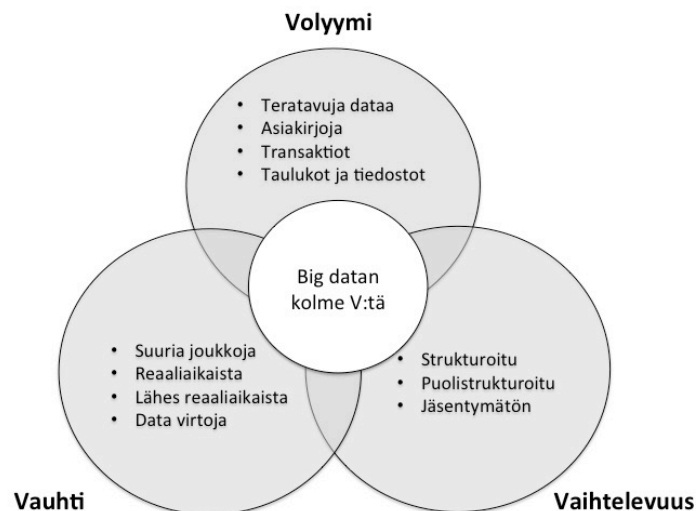 Volyymi
• Teratavuja dataa
• Asiakirjoja
• Transaktiot
• Taulukot ja tiedostot
Big datan
kolme V:tä
• Suuria joukkoja
• Reaaliaikaista
• Lähes reaaliaikaista
• Data virtoja
• Strukturoitu
• Puolistrukturoitu
• Jäsentymätön
Vauhti
Vaihtelevuus